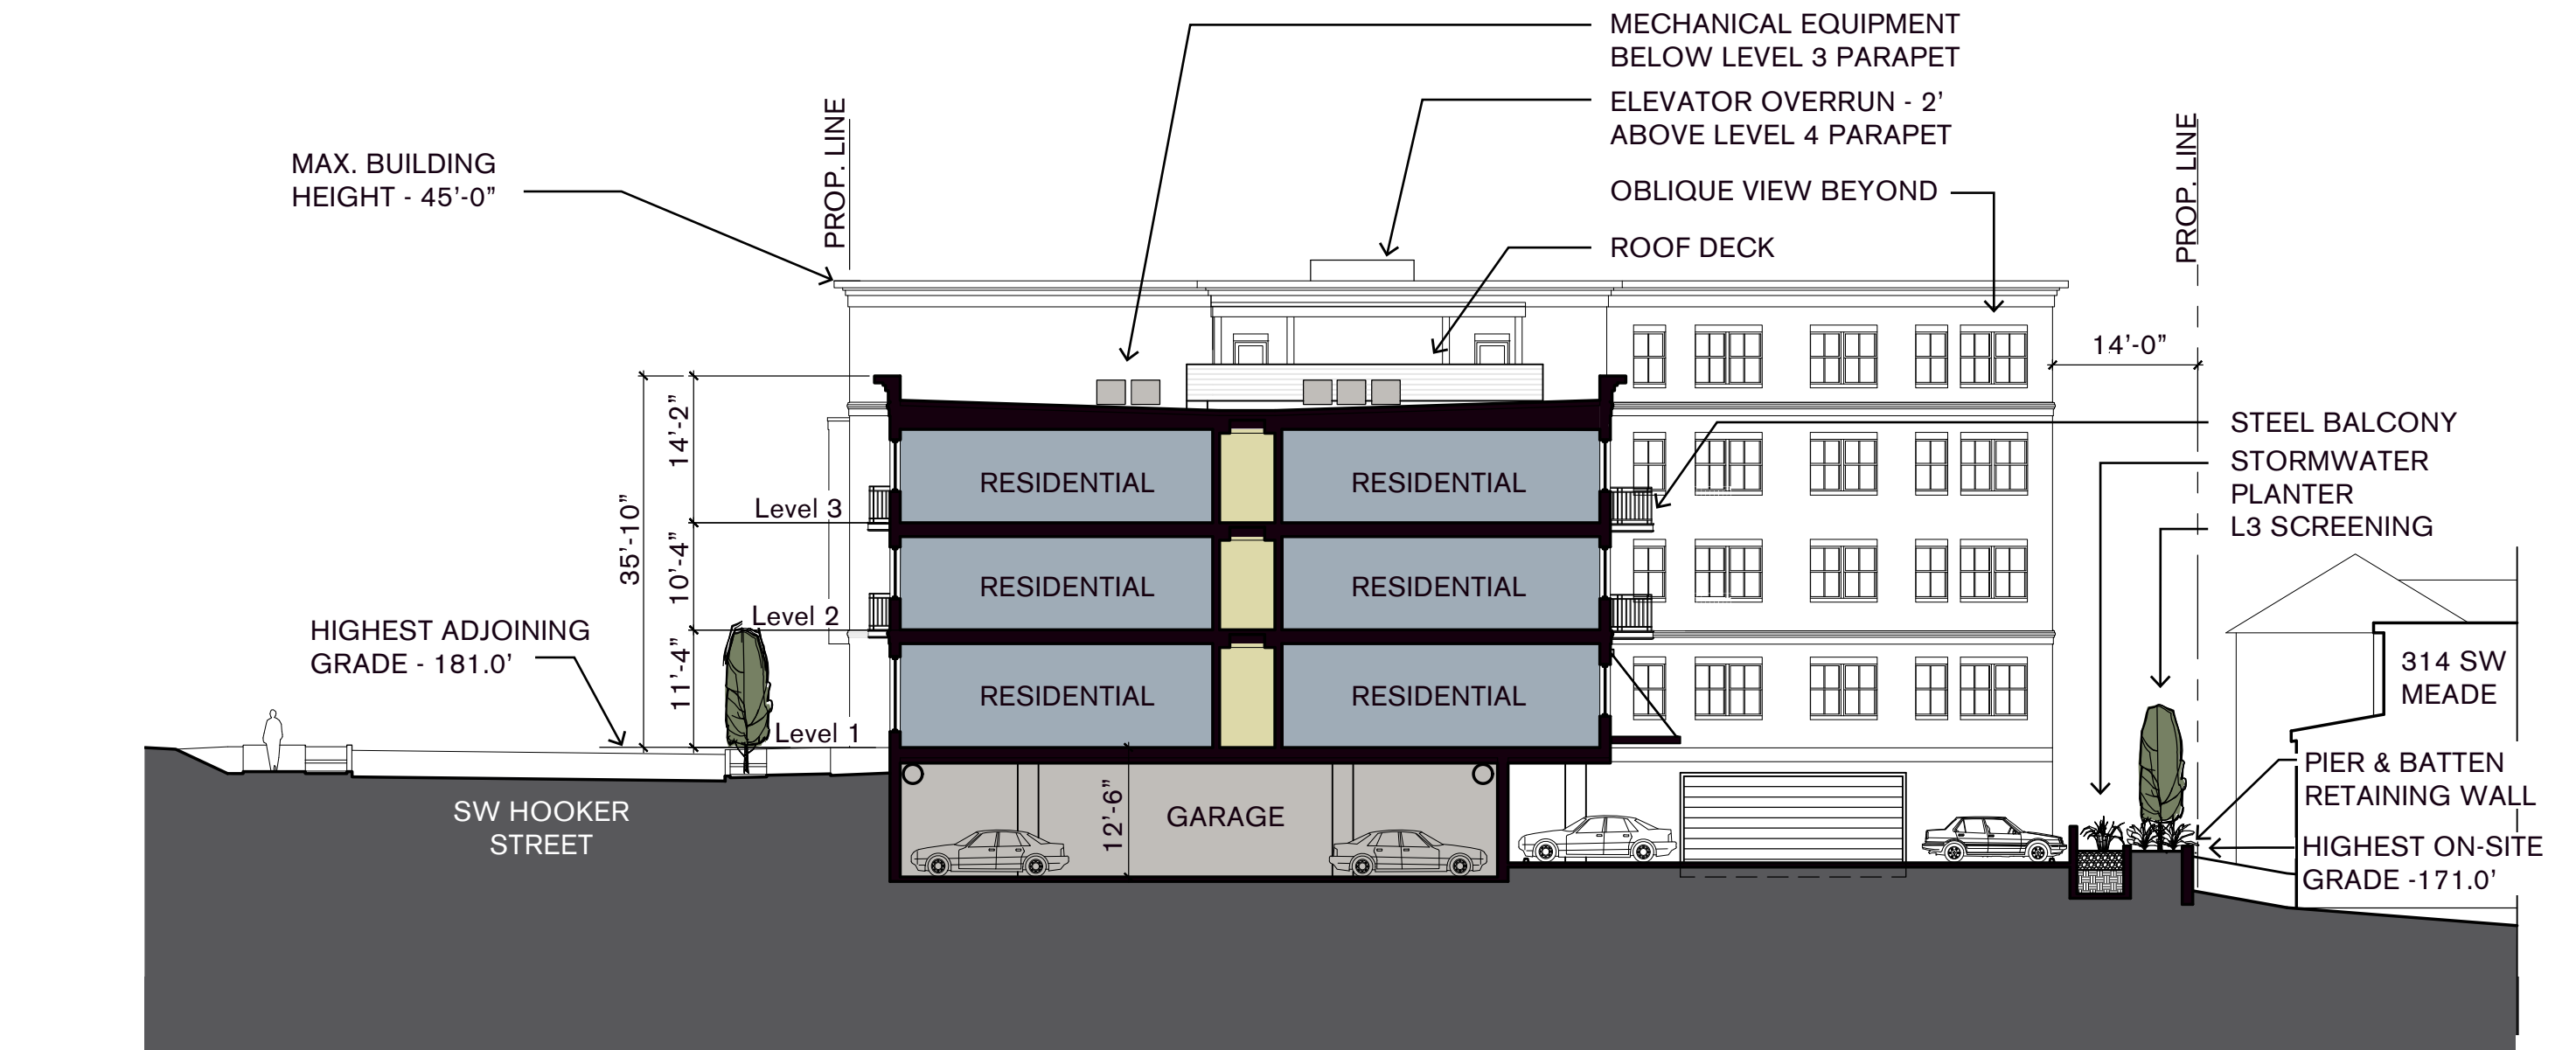 MECHANICAL EQUIPMENT
BELOW LEVEL 3 PARAPET
ELEVATOR OVERRUN - 2’
ABOVE LEVEL 4 PARAPET
OBLIQUE VIEW BEYOND
ROOF DECK
MAX. BUILDING
HEIGHT - 45’-0”
PROP. LINE
PROP. LINE
14’-0”
STEEL BALCONY
STORMWATER
PLANTER
L3 SCREENING
14’-2”
35’-10”
10’-4”
11’-4”
Level 3
Level 2
Level 1
RESIDENTIAL
RESIDENTIAL
RESIDENTIAL
RESIDENTIAL
RESIDENTIAL
RESIDENTIAL
HIGHEST ADJOINING
GRADE - 181.0’
314 SW
MEADE
PIER & BATTEN
RETAINING WALL
HIGHEST ON-SITE
GRADE -171.0’
SW HOOKER
STREET
12’-6”
GARAGE